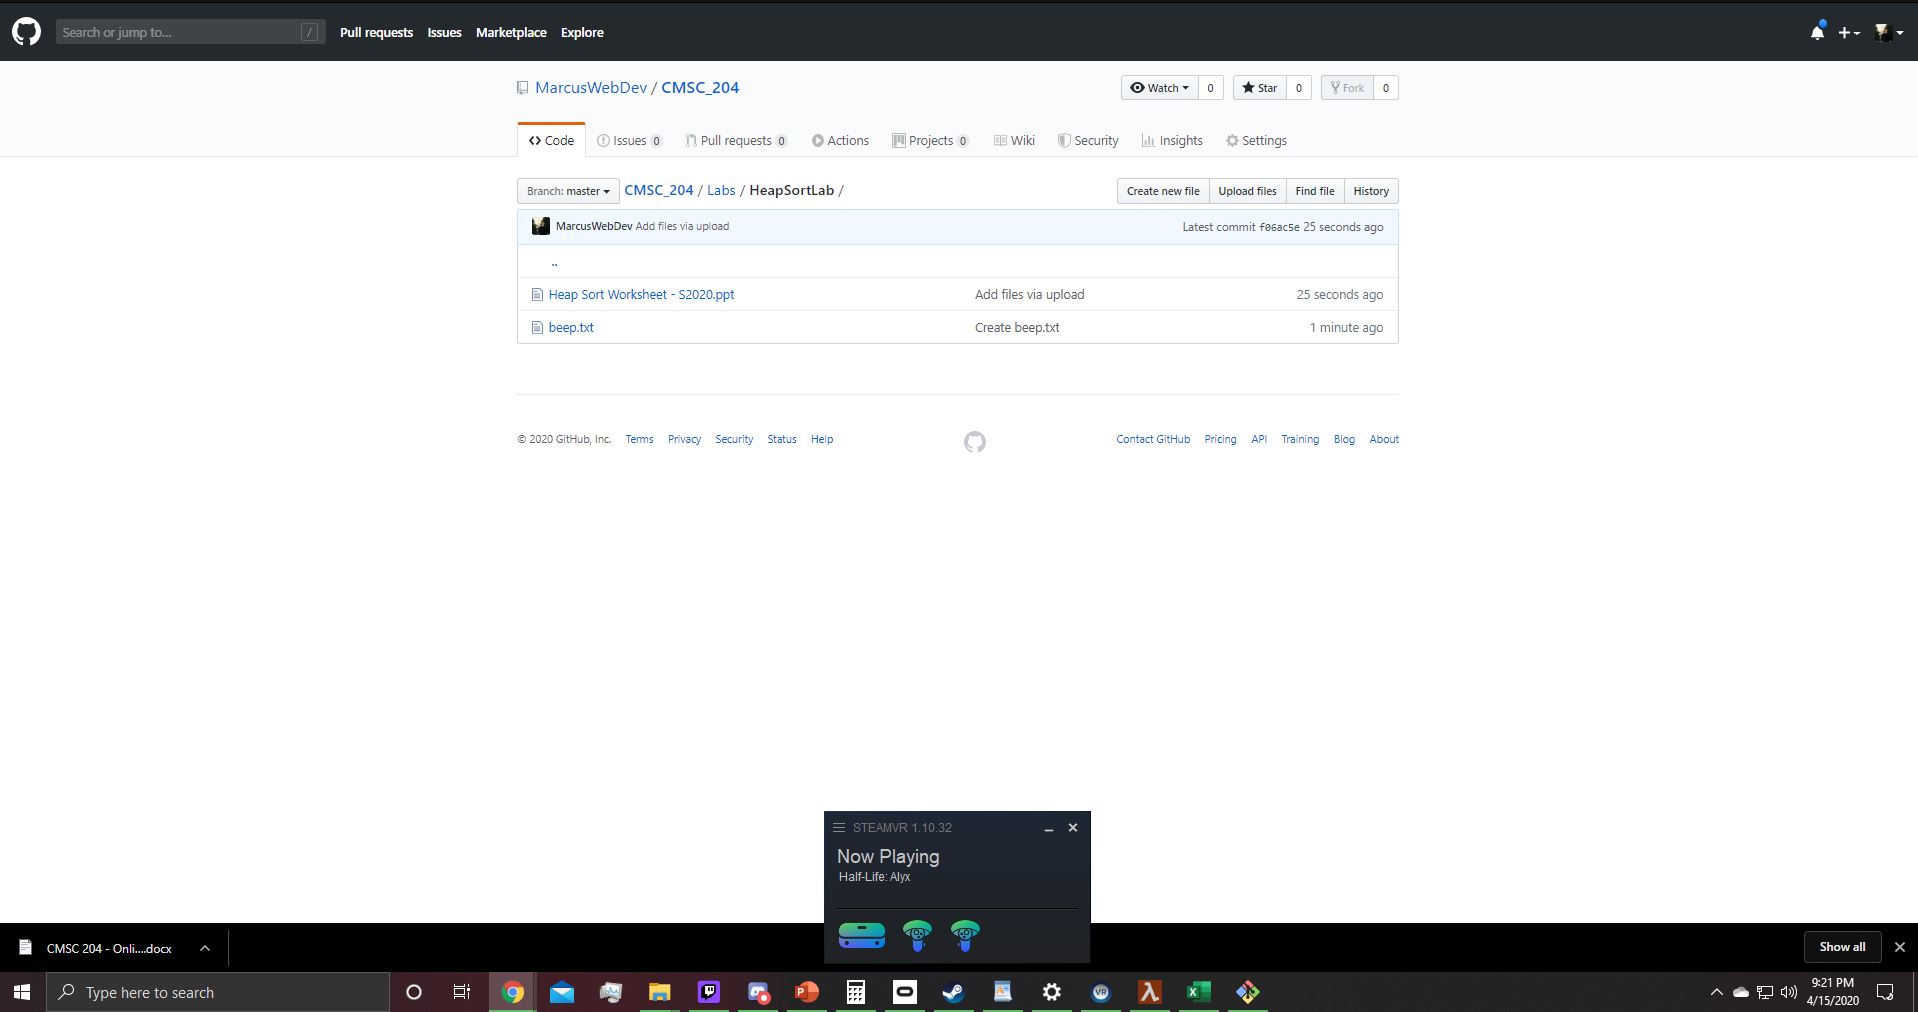 Search or jump to... /
Pull requests Issues Marketplace Explore
MarcusWebDev / CMSC_204
Watch 0 Star 0 Fork 0
Code Issues 0 Pull requests 0 Actions Projects 0 Wiki Security Insights Settings
Branch: master CMSC_204 / Labs / HeapSortLab /
Create new file Upload files Find file History
MarcusWebDev Add files via upload Latest commit f06ac5e 25 seconds ago
..
Heap Sort Worksheet - S2020.ppt Add files via upload 25 seconds ago
beep.txt Create beep.txt 1 minute ago
© 2020 GitHub, Inc. Terms Privacy Security Status Help
Contact GitHub Pricing API Training Blog About
STEAMVR 1.10.32
Now Playing
Half-Life: Alyx
CMSC 204 - Onli....docx Show all
Type here to search
VR
9:21 PM
4/15/2020